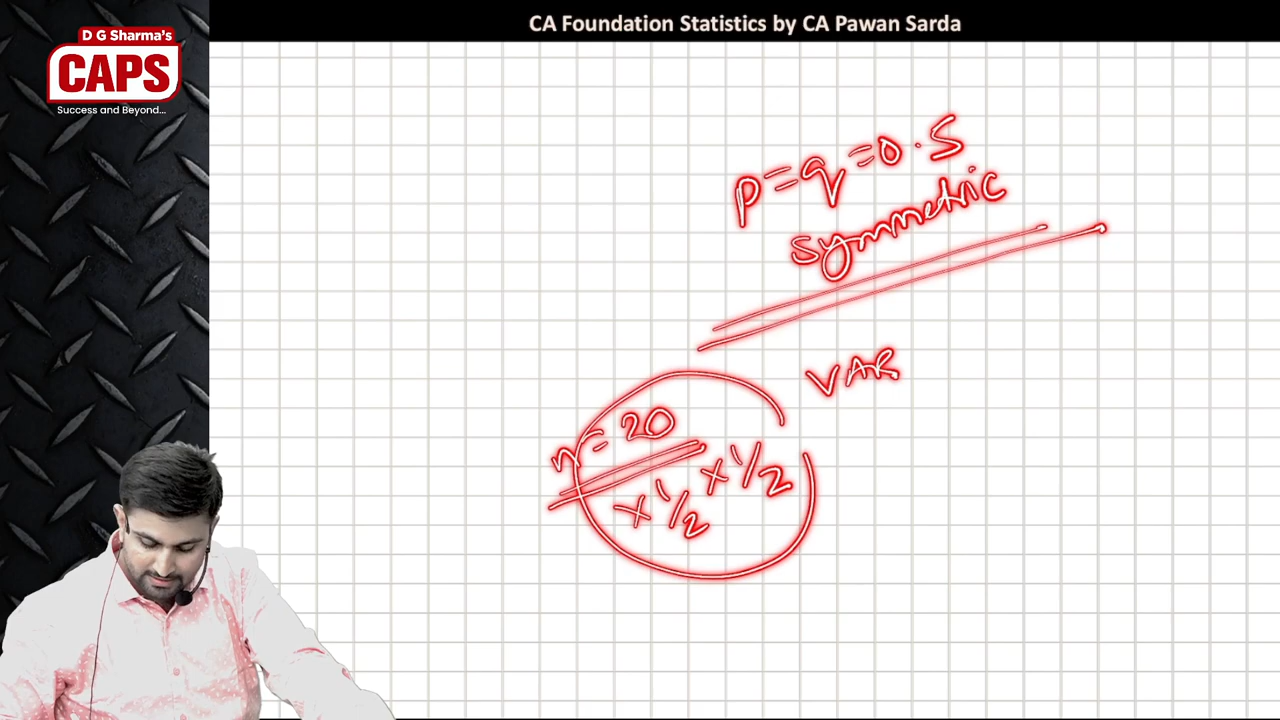 CA Foundation Statistics by CA Pawan Sarda
D G Sharma's
CAPS
Success and Beyond...
p=q=0.5
symmetric
VAR
n=20
x 1/2 x 1/2